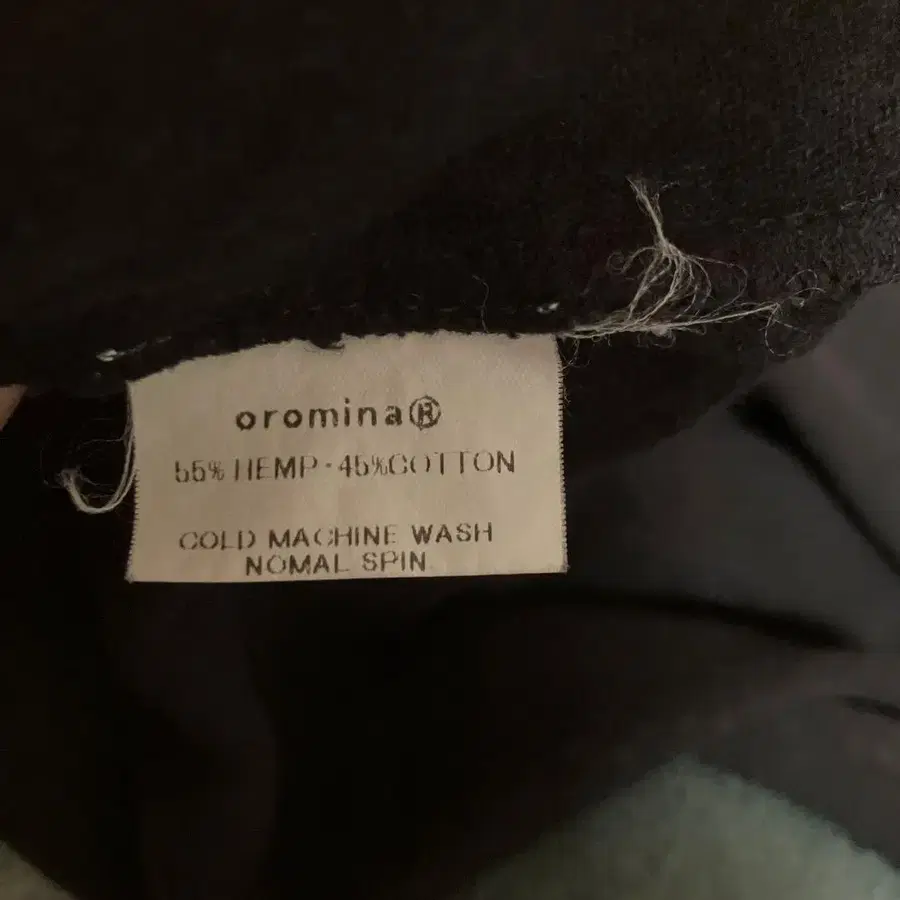 oromina®
55% HEMP·45%COTTON
COLD MACHINE WASH
NOMAL SPIN